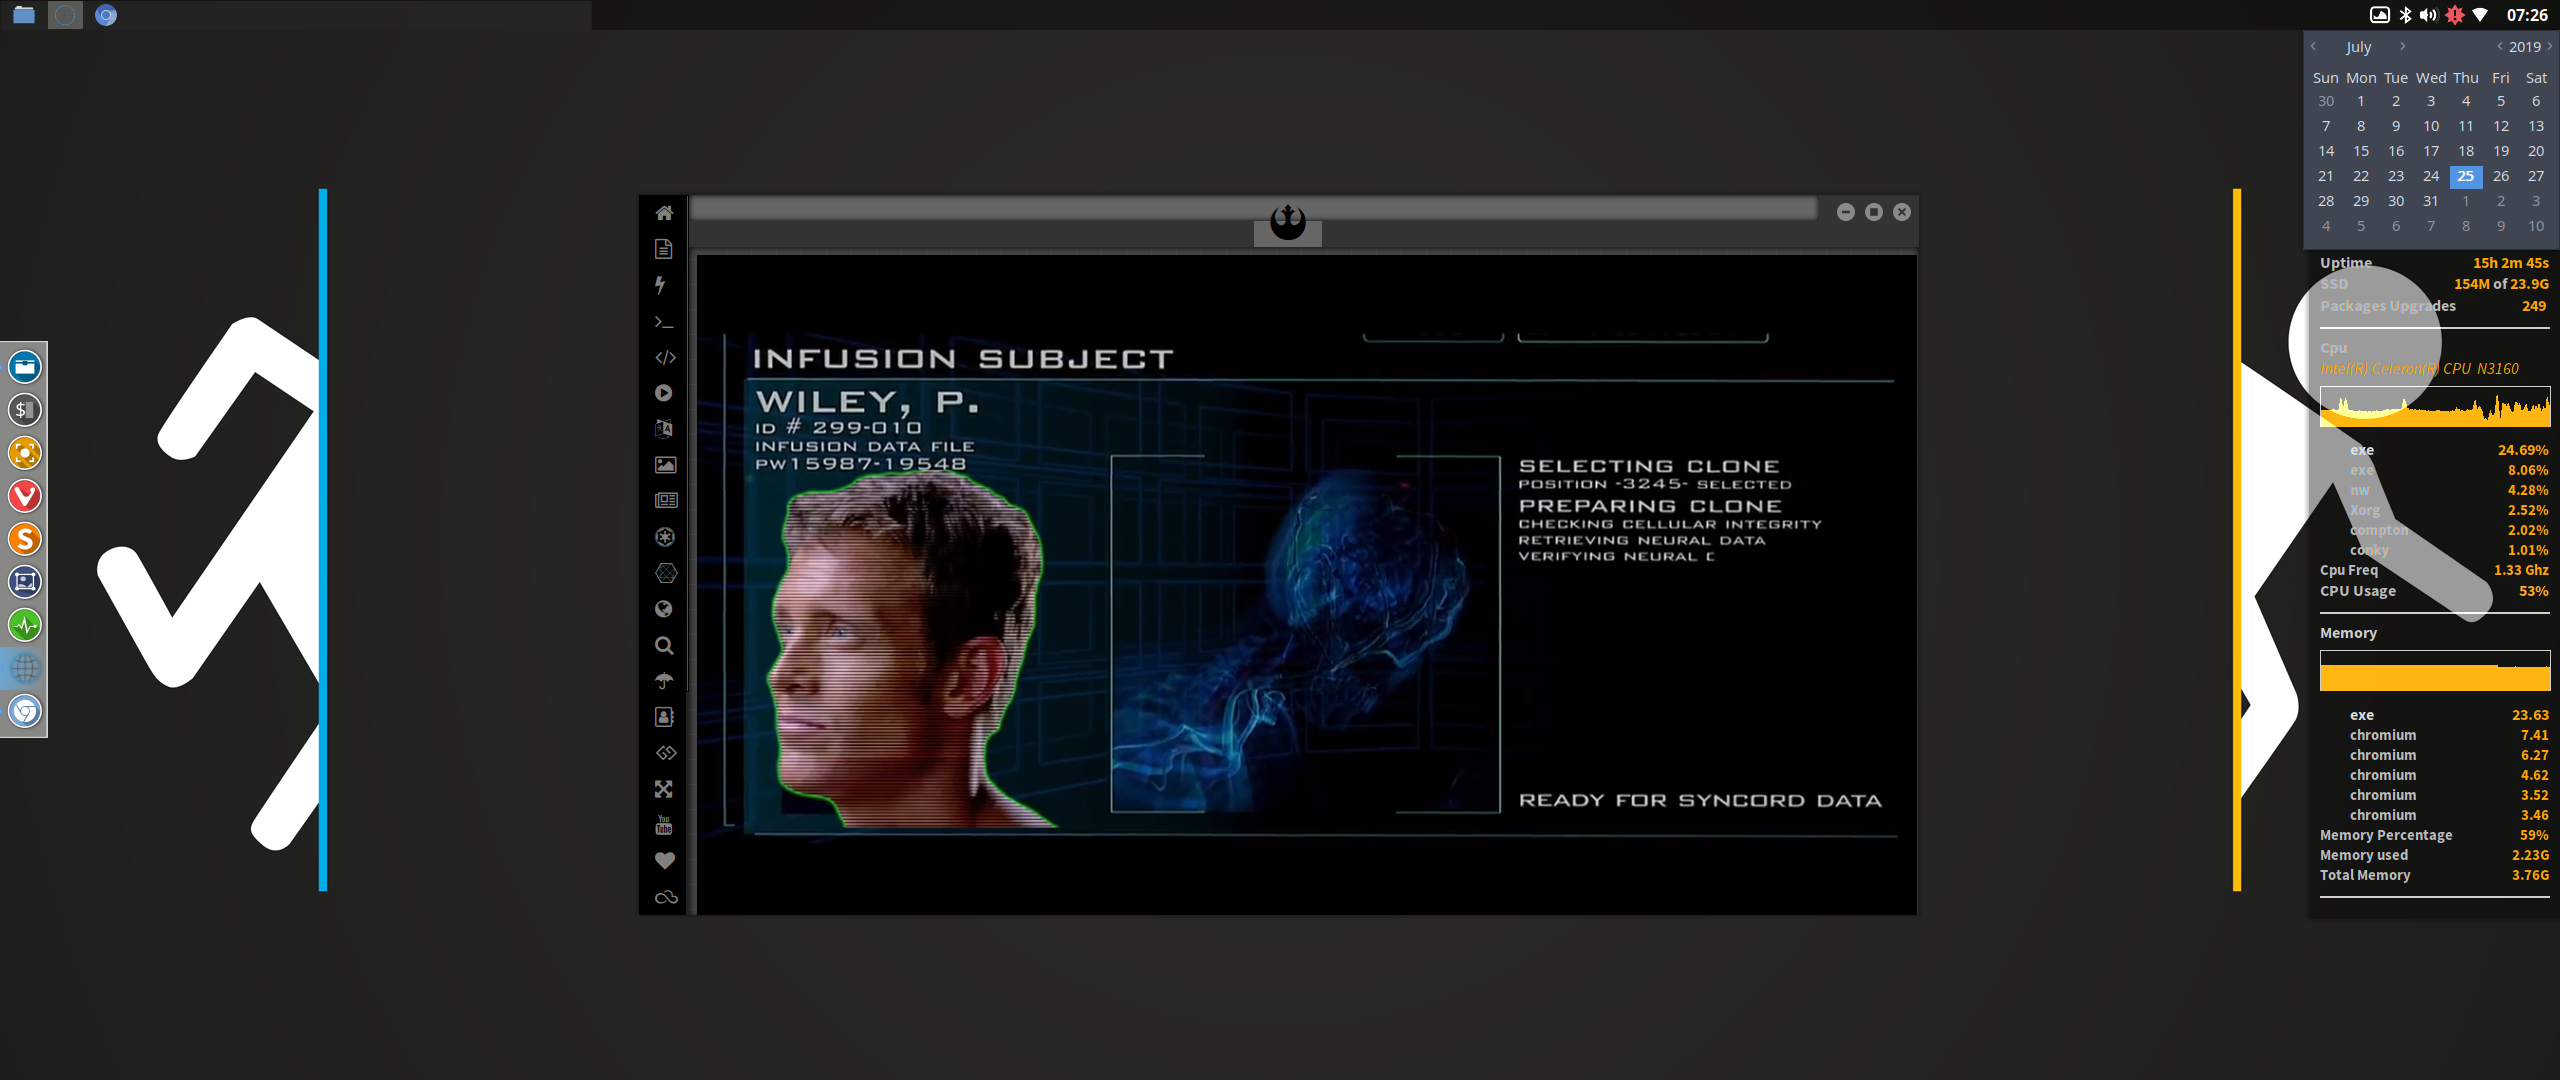 07:26
July 2019
Sun Mon Tue Wed Thu Fri Sat
30 1 2 3 4 5 6
7 8 9 10 11 12 13
14 15 16 17 18 19 20
21 22 23 24 25 26 27
28 29 30 31 1 2 3
4 5 6 7 8 9 10
Uptime 15h 2m 45s
SSD 154M of 23.9G
Packages Upgrades 249
Cpu
Intel(R) Celeron(R) CPU N3160
exe 24.69%
exe 8.06%
nw 4.28%
Xorg 2.52%
compton 2.02%
conky 1.01%
Cpu Freq 1.33 Ghz
CPU Usage 53%
Memory
exe 23.63
chromium 7.41
chromium 6.27
chromium 4.62
chromium 3.52
chromium 3.46
Memory Percentage 59%
Memory used 2.23G
Total Memory 3.76G
INFUSION SUBJECT
WILEY, P.
ID # 299-010
INFUSION DATA FILE
PW15987-19548
SELECTING CLONE
POSITION -3245- SELECTED
PREPARING CLONE
CHECKING CELLULAR INTEGRITY
RETRIEVING NEURAL DATA
VERIFYING NEURAL C
READY FOR SYNCORD DATA
You
Tube
$
S